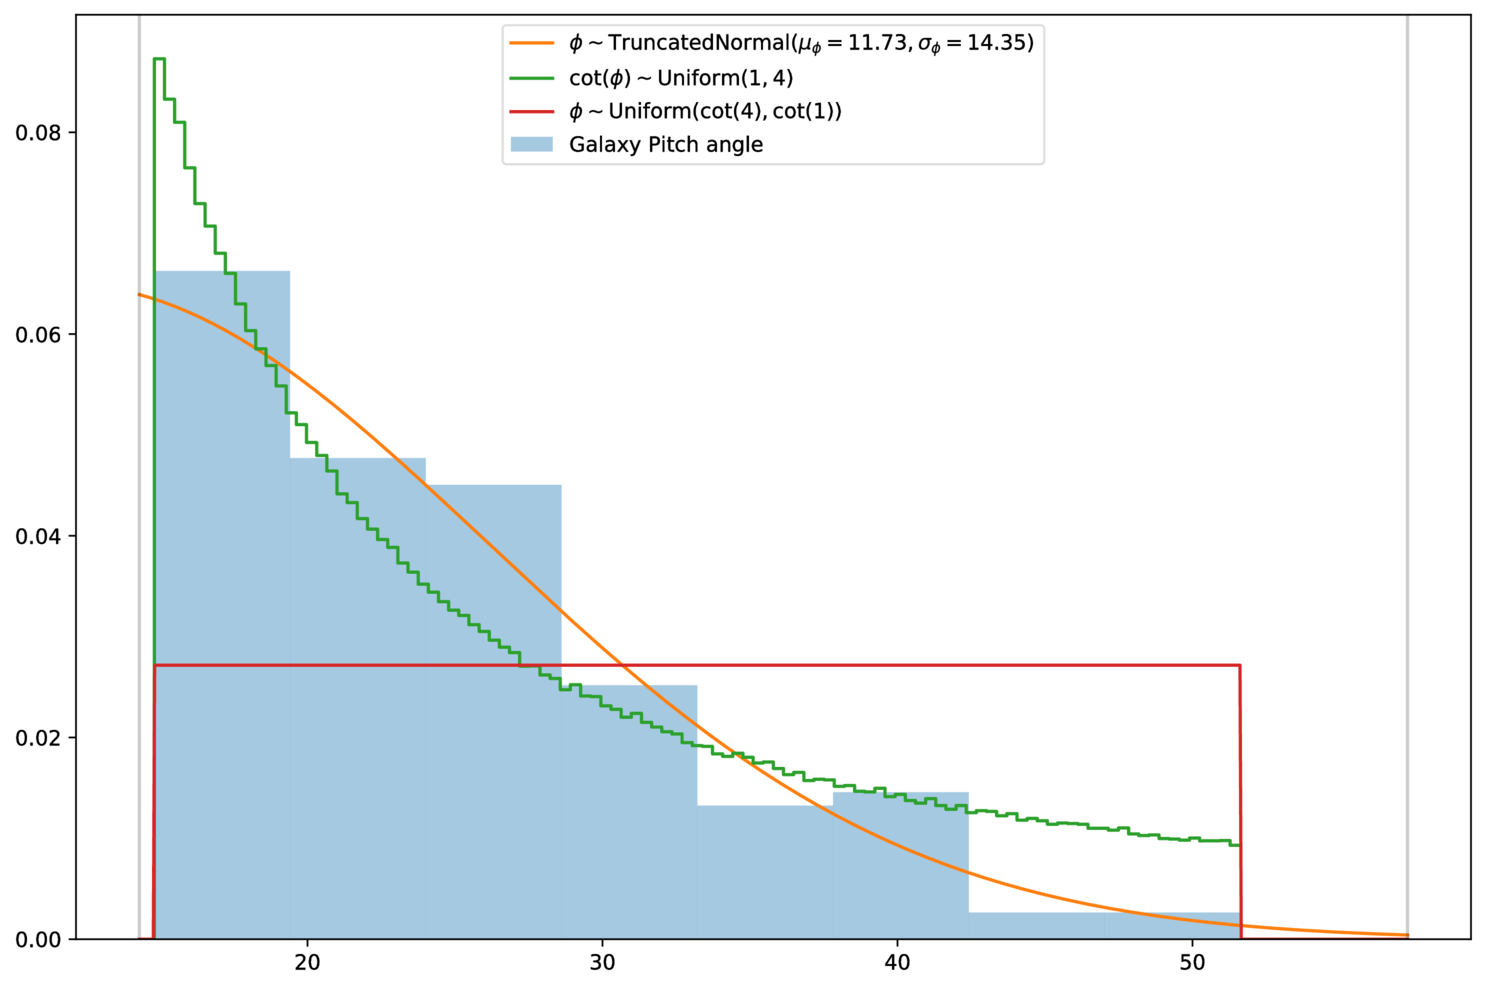 ϕ ~ TruncatedNormal(μ_ϕ = 11.73, σ_ϕ = 14.35)
cot(ϕ) ~ Uniform(1, 4)
ϕ ~ Uniform(cot(4), cot(1))
Galaxy Pitch angle
0.08
0.06
0.04
0.02
0.00
20 30 40 50